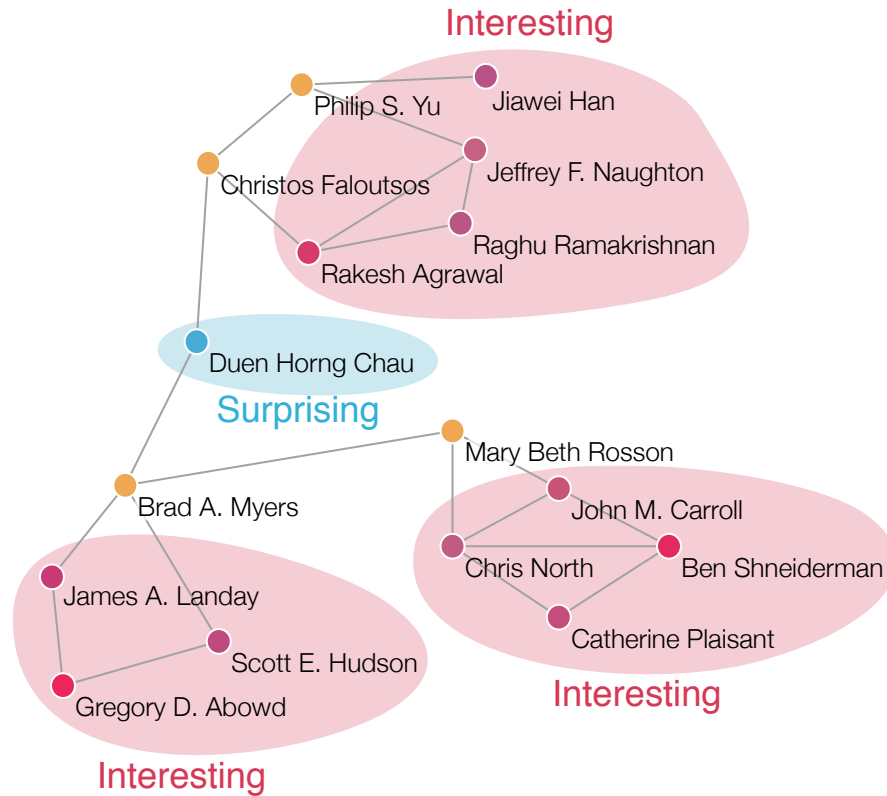 Interesting
Philip S. Yu
Jiawei Han
Jeffrey F. Naughton
Christos Faloutsos
Raghu Ramakrishnan
Rakesh Agrawal
Duen Horng Chau
Surprising
Mary Beth Rosson
Brad A. Myers
John M. Carroll
Chris North
Ben Shneiderman
James A. Landay
Catherine Plaisant
Scott E. Hudson
Interesting
Gregory D. Abowd
Interesting